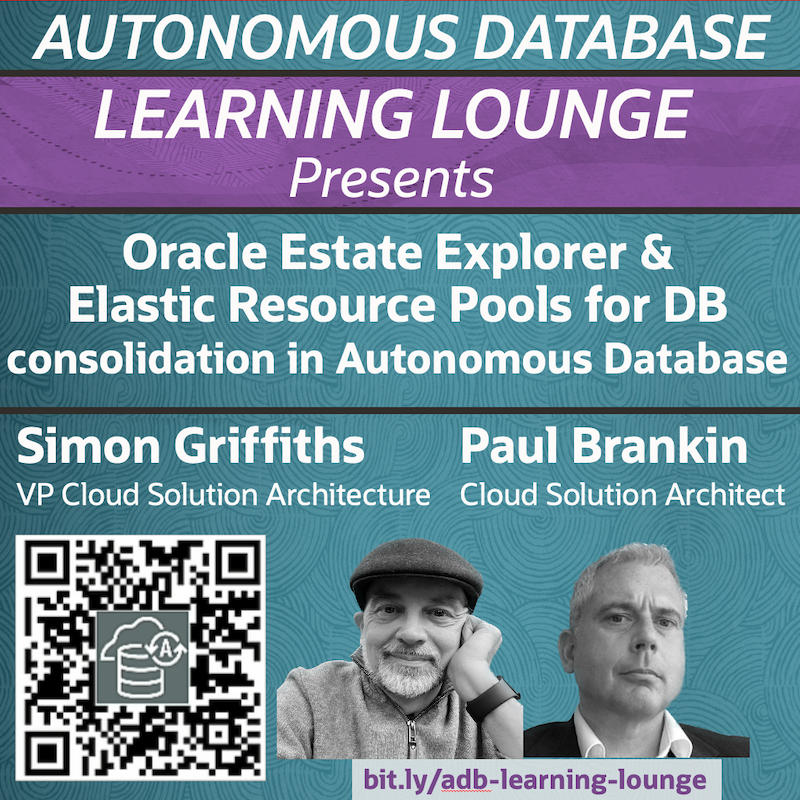 AUTONOMOUS DATABASE
LEARNING LOUNGE
Presents
Oracle Estate Explorer &
Elastic Resource Pools for DB
consolidation in Autonomous Database
Simon Griffiths
VP Cloud Solution Architecture
Paul Brankin
Cloud Solution Architect
A
bit.ly/adb-learning-lounge